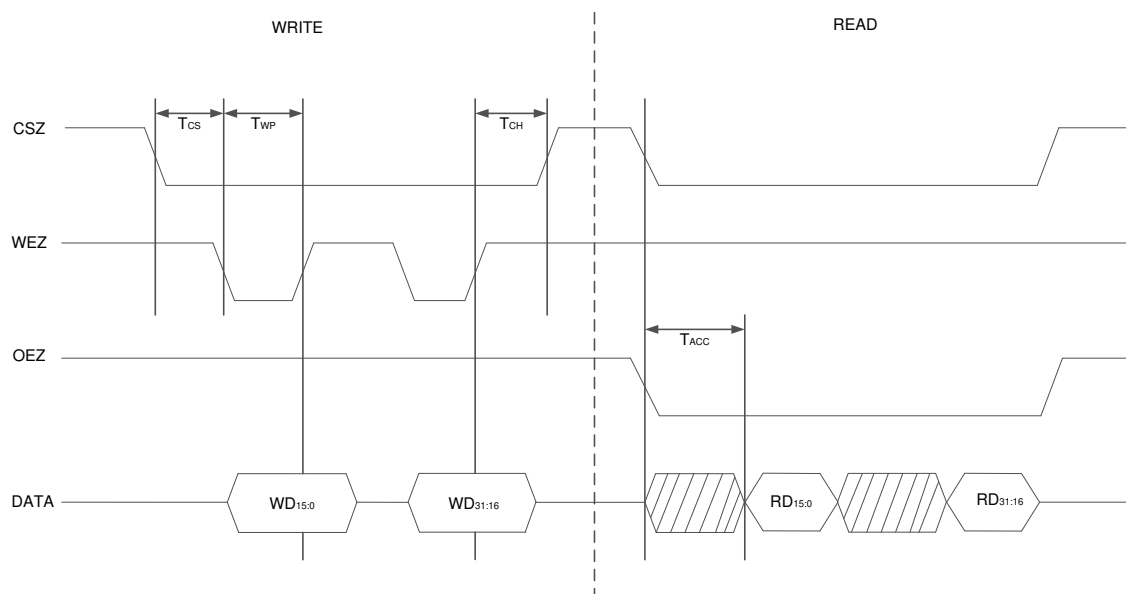 WRITE READ
TCS TWP TCH
CSZ
WEZ
TACC
OEZ
DATA WD15:0 WD31:16 RD15:0 RD31:16